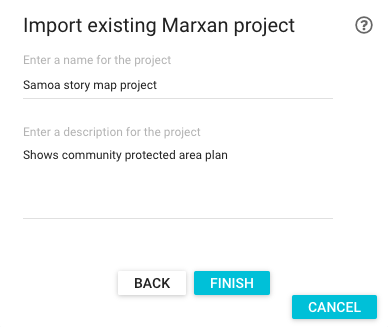 Import existing Marxan project
Enter a name for the project
Samoa story map project
Enter a description for the project
Shows community protected area plan
BACK
FINISH
CANCEL